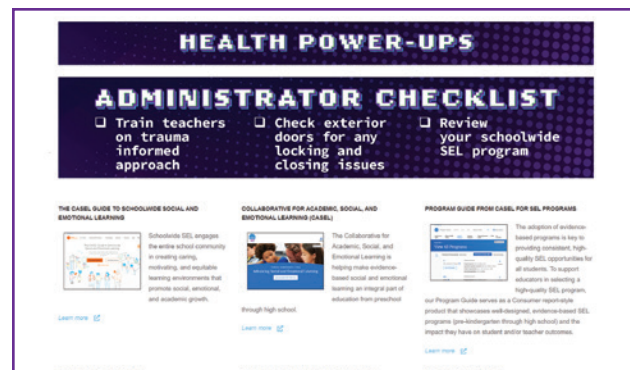 HEALTH POWER-UPS
ADMINISTRATOR CHECKLIST
❑ Train teachers
on trauma
informed
approach
❑ Check exterior
doors for any
locking and
closing issues
❑ Review
your schoolwide
SEL program
THE CASEL GUIDE TO SCHOOLWIDE SOCIAL AND
EMOTIONAL LEARNING
Schoolwide SEL engages
the entire school community
in creating caring,
motivating, and equitable
learning environments that
promote social, emotional,
and academic growth.
Learn more
COLLABORATIVE FOR ACADEMIC, SOCIAL, AND
EMOTIONAL LEARNING (CASEL)
The Collaborative for
Academic, Social, and
Emotional Learning is
helping make evidence-
based social and emotional
learning an integral part of
education from preschool
through high school.
Learn more
PROGRAM GUIDE FROM CASEL FOR SEL PROGRAMS
The adoption of evidence-
based programs is key to
providing consistent, high-
quality SEL opportunities for
all students. To support
educators in selecting a
high-quality SEL program,
our Program Guide serves as a Consumer report-style
product that showcases well-designed, evidence-based SEL
programs (pre-kindergarten through high school) and the
impact they have on student and/or teacher outcomes.
Learn more